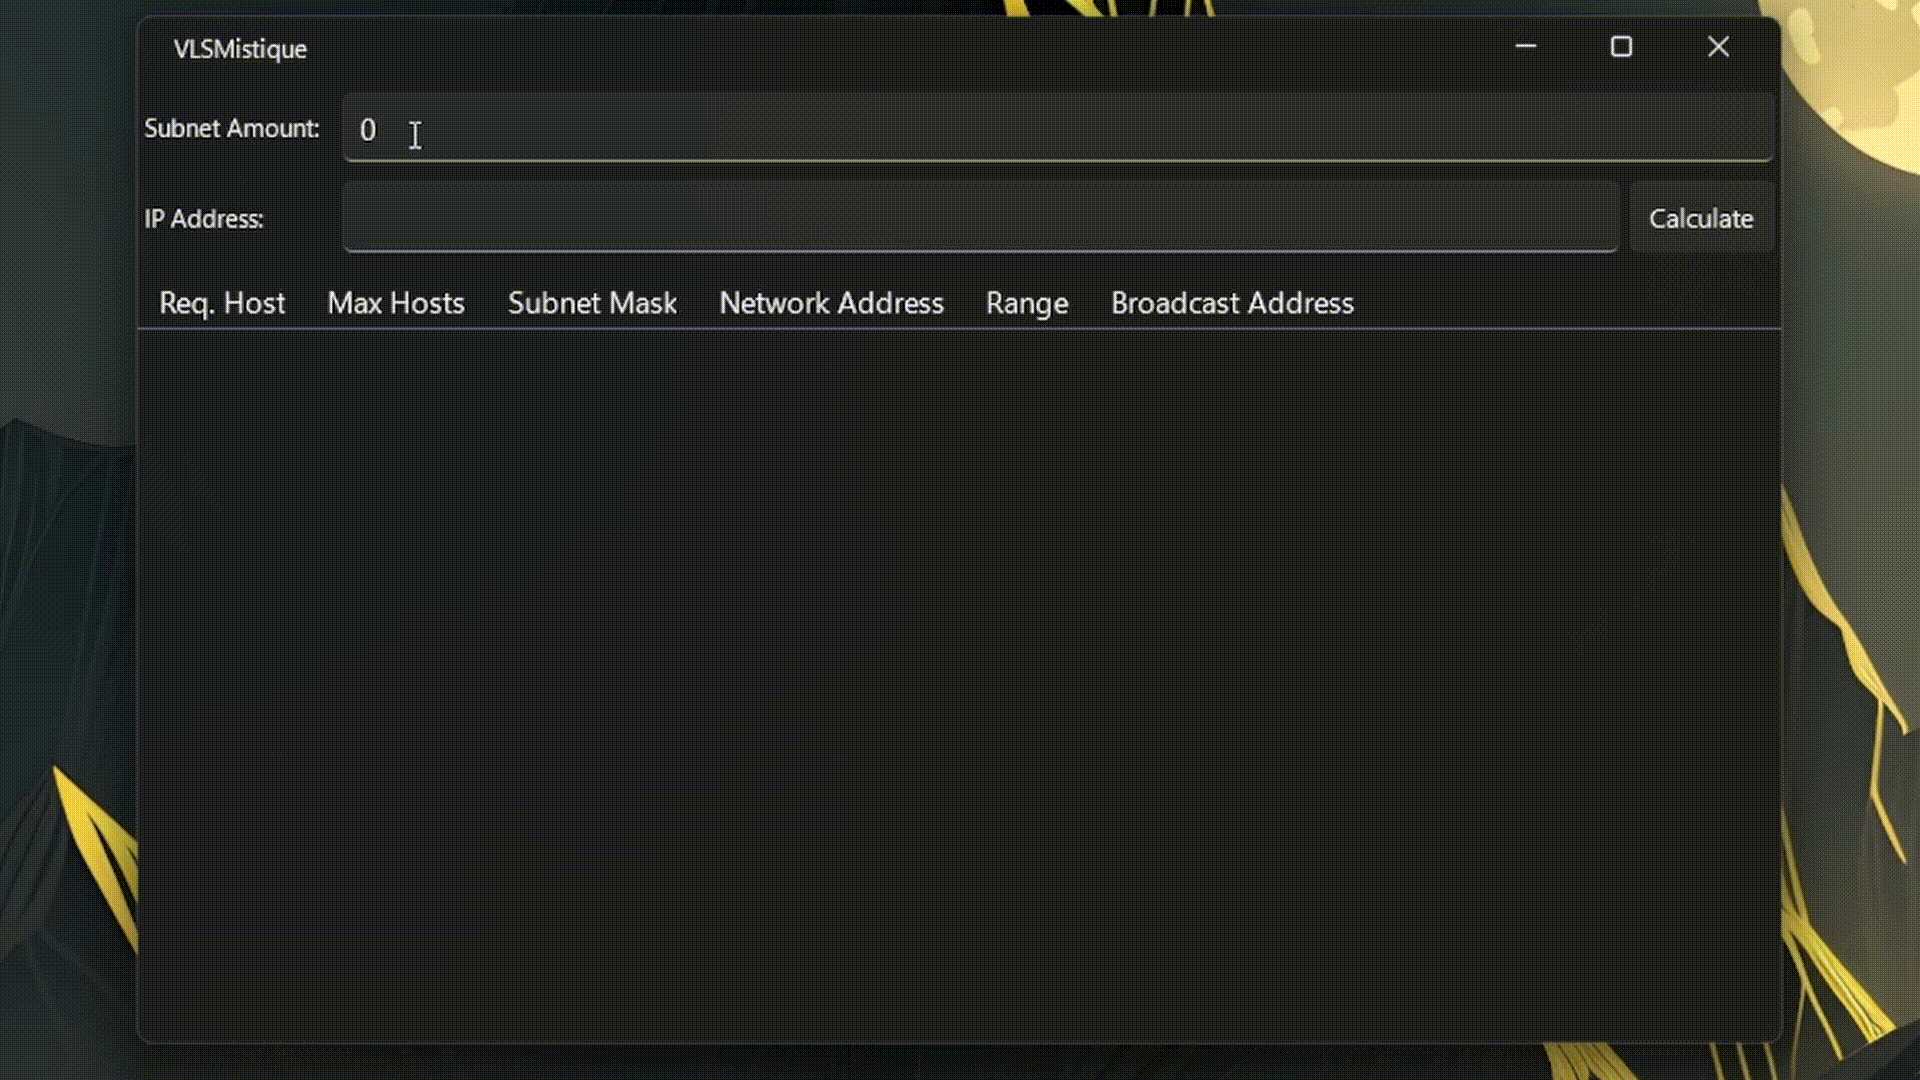 VLSMistique
Subnet Amount: 0
IP Address: Calculate
Req. Host Max Hosts Subnet Mask Network Address Range Broadcast Address